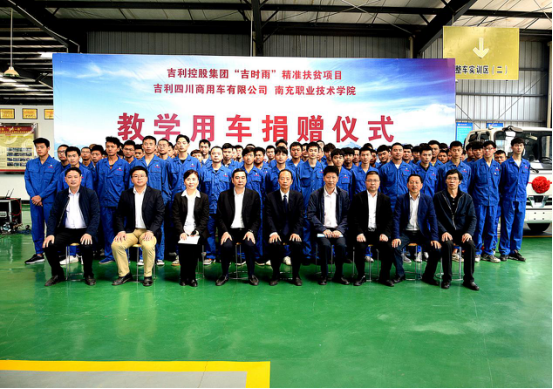 吉利控股集团“吉时雨”精准扶贫项目
吉利四川商用车有限公司 南充职业技术学院
教学用车捐赠仪式
整车实训区（二）